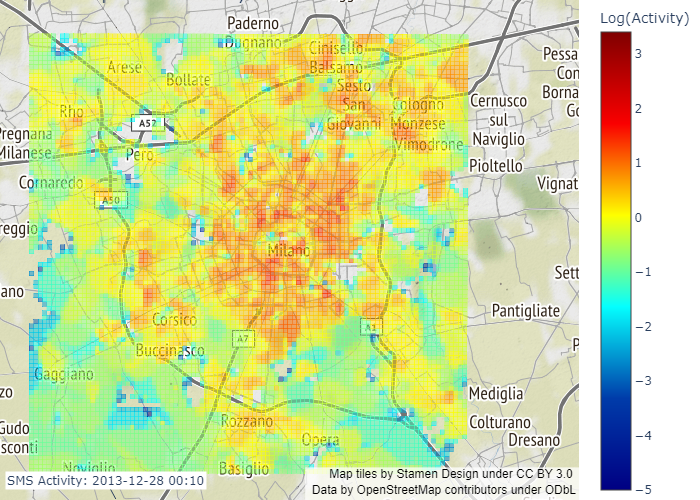 Log(Activity)
3
2
1
0
−1
−2
−3
−4
−5
Paderno
Dugnano
Cinisello
Balsamo
Arese
Bollate
Sesto
San
Giovanni
Cologno
Monzese
Vimodrone
Rho
A52
Pero
Pregnana
Milanese
Cornaredo
A50
reggio
ano
Milano
Cernusco
sul
Naviglio
Pioltello
Pessa
Con
Borna
Go
Vignat
Sett
Pantigliate
P
Corsico
A7
A1
Buccinasco
Gaggiano
zo
Gudo
sconti
Rozzano
Opera
Mediglia
Colturano
Dresano
Noviglio
Basiglio
SMS Activity: 2013-12-28 00:10
Map tiles by Stamen Design under CC BY 3.0
Data by OpenStreetMap contributors under ODbL